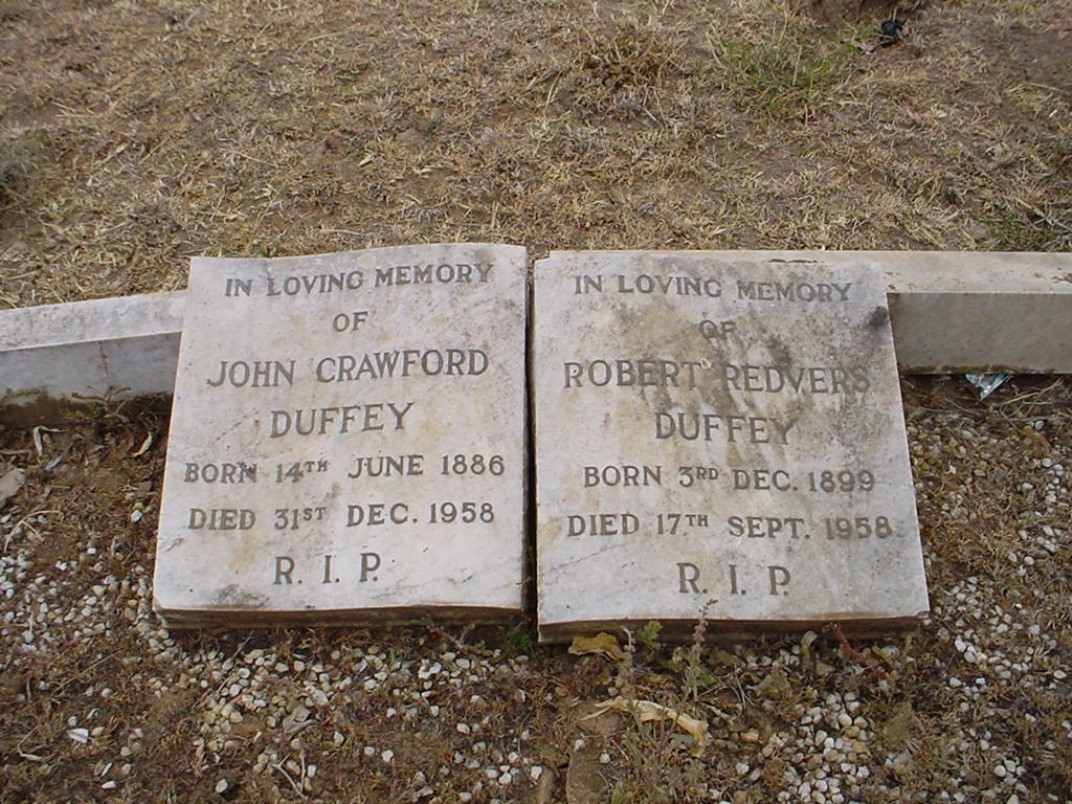 IN LOVING MEMORY
OF
JOHN CRAWFORD
DUFFEY
BORN 14TH JUNE 1886
DIED 31ST DEC. 1958
R. I. P.
IN LOVING MEMORY
OF
ROBERT REDVERS
DUFFEY
BORN 3RD DEC. 1899
DIED 17TH SEPT. 1958
R. I. P.